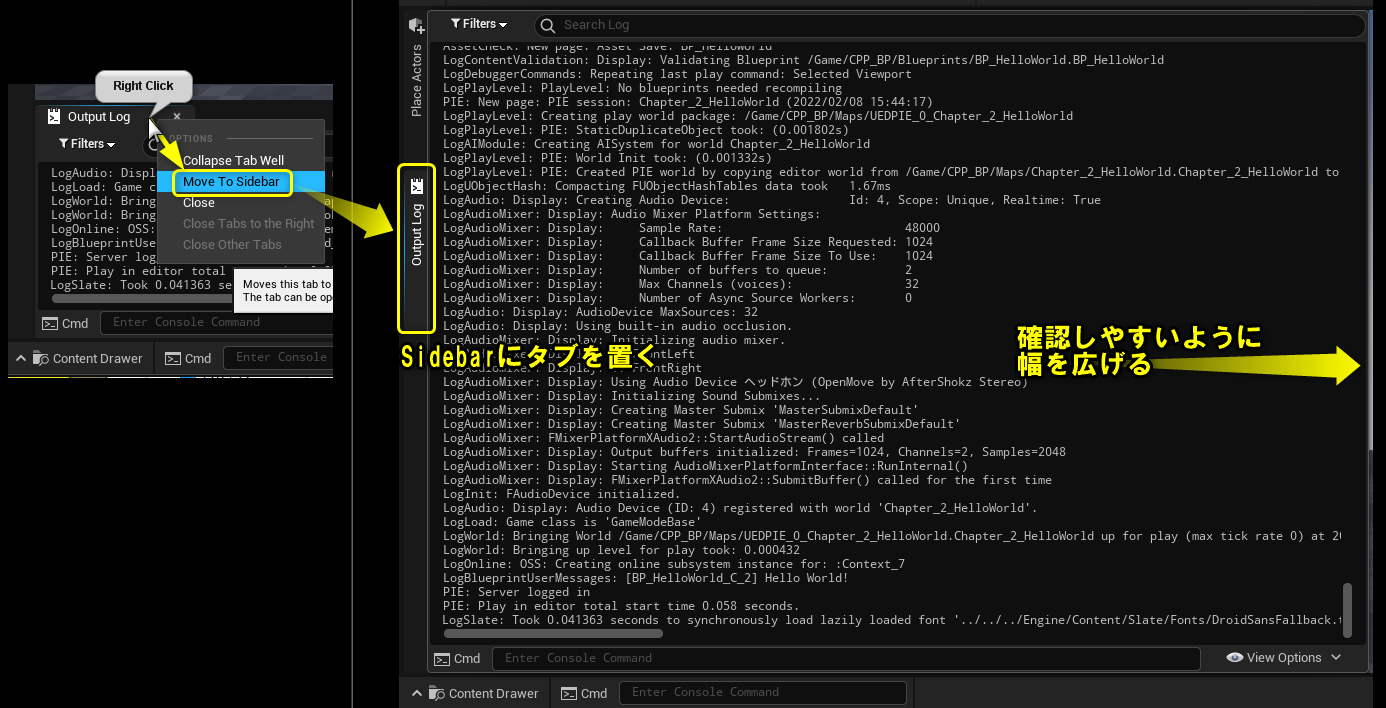 Right Click
Output Log
OPTIONS
Filters
Collapse Tab Well
Move To Sidebar
Close
Close Tabs to the Right
Close Other Tabs
LogAudio: Displ
LogLoad: Game c
LogWorld: Bring
LogWorld: Bring
LogOnline: OSS:
LogBlueprintUse
PIE: Server log
PIE: Play in editor total
LogSlate: Took 0.041363 se
Moves this tab to
The tab can be ope
Cmd
Enter Console Command
Content Drawer
Cmd
Enter Console
Place Actors
Output Log
Sidebarにタブを置く
Filters
Search Log
AssetCheck: New page: Asset Save: BP_HelloWorld
LogContentValidation: Display: Validating Blueprint /Game/CPP_BP/Blueprints/BP_HelloWorld.BP_HelloWorld
LogDebuggerCommands: Repeating last play command: Selected Viewport
LogPlayLevel: PlayLevel: No blueprints needed recompiling
PIE: New page: PIE session: Chapter_2_HelloWorld (2022/02/08 15:44:17)
LogPlayLevel: Creating play world package: /Game/CPP_BP/Maps/UEDPIE_0_Chapter_2_HelloWorld
LogPlayLevel: PIE: StaticDuplicateObject took: (0.001802s)
LogAIModule: Creating AISystem for world Chapter_2_HelloWorld
LogPlayLevel: PIE: World Init took: (0.001332s)
LogPlayLevel: PIE: Created PIE world by copying editor world from /Game/CPP_BP/Maps/Chapter_2_HelloWorld.Chapter_2_HelloWorld to
LogUObjectHash: Compacting FUObjectHashTables data took 1.67ms
LogAudio: Display: Creating Audio Device: Id: 4, Scope: Unique, Realtime: True
LogAudioMixer: Display: Audio Mixer Platform Settings:
LogAudioMixer: Display: Sample Rate: 48000
LogAudioMixer: Display: Callback Buffer Frame Size Requested: 1024
LogAudioMixer: Display: Callback Buffer Frame Size To Use: 1024
LogAudioMixer: Display: Number of buffers to queue: 2
LogAudioMixer: Display: Max Channels (voices): 32
LogAudioMixer: Display: Number of Async Source Workers: 0
LogAudio: Display: AudioDevice MaxSources: 32
LogAudio: Display: Using built-in audio occlusion.
LogAudioMixer: Display: Initializing audio mixer.
FrontLeft
LogAudioMixer: FrontRight
LogAudioMixer: Display: Using Audio Device ヘッドホン (OpenMove by AfterShokz Stereo)
LogAudioMixer: Display: Initializing Sound Submixes...
LogAudioMixer: Display: Creating Master Submix 'MasterSubmixDefault'
LogAudioMixer: Display: Creating Master Submix 'MasterReverbSubmixDefault'
LogAudioMixer: FMixerPlatformXAudio2::StartAudioStream() called
LogAudioMixer: Display: Output buffers initialized: Frames=1024, Channels=2, Samples=2048
LogAudioMixer: Display: Starting AudioMixerPlatformInterface::RunInternal()
LogAudioMixer: Display: FMixerPlatformXAudio2::SubmitBuffer() called for the first time
LogInit: FAudioDevice initialized.
LogAudio: Display: Audio Device (ID: 4) registered with world 'Chapter_2_HelloWorld'.
LogLoad: Game class is 'GameModeBase'
LogWorld: Bringing World /Game/CPP_BP/Maps/UEDPIE_0_Chapter_2_HelloWorld.Chapter_2_HelloWorld up for play (max tick rate 0) at 20
LogWorld: Bringing up level for play took: 0.000432
LogOnline: OSS: Creating online subsystem instance for: :Context_7
LogBlueprintUserMessages: [BP_HelloWorld_C_2] Hello World!
PIE: Server logged in
PIE: Play in editor total start time 0.058 seconds.
LogSlate: Took 0.041363 seconds to synchronously load lazily loaded font '../../../Engine/Content/Slate/Fonts/DroidSansFallback.t
確認しやすいように
幅を広げる
Cmd
Enter Console Command
View Options
Content Drawer
Cmd
Enter Console Command